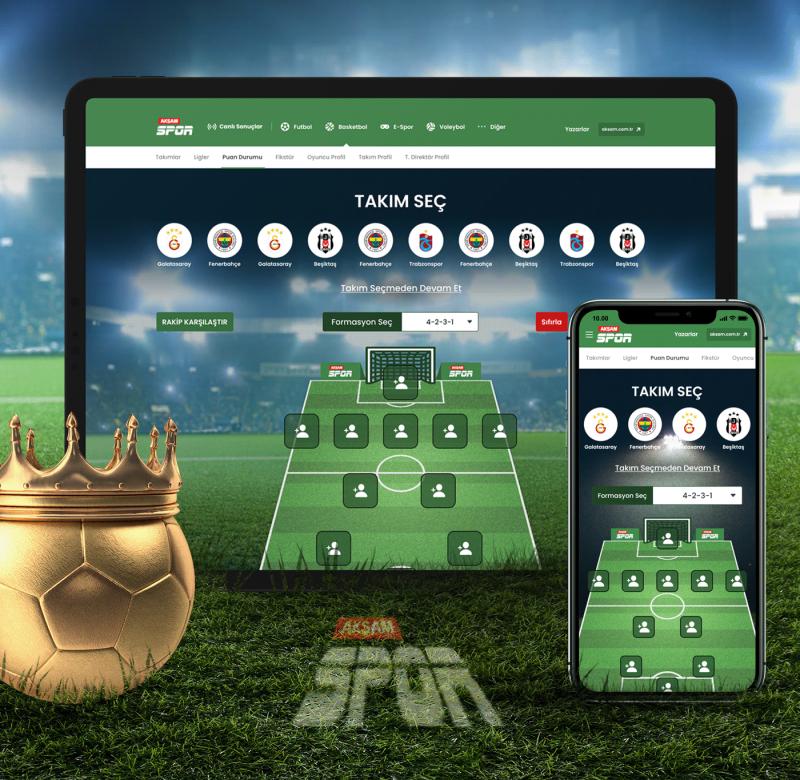 AKŞAM
SPOR
Canlı Sonuçlar
Futbol
Basketbol
E-Spor
Voleybol
Diğer
Yazarlar
aksam.com.tr
Takımlar
Ligler
Puan Durumu
Fikstür
Oyuncu Profil
Takım Profil
T. Direktör Profil
TAKIM SEÇ
Galatasaray
Fenerbahçe
Galatasaray
Beşiktaş
Fenerbahçe
Trabzonspor
Fenerbahçe
Beşiktaş
Trabzonspor
Beşiktaş
Takım Seçmeden Devam Et
RAKİP KARŞILAŞTIR
Formasyon Seç
4-2-3-1
Sıfırla
AKŞAM
SPOR
AKŞAM
SPOR
10.00
AKŞAM
SPOR
Yazarlar
aksam.com.tr
Takımlar
Ligler
Puan Durumu
Fikstür
Oyuncu
TAKIM SEÇ
Galatasaray
Fenerbahçe
Beşiktaş
Takım Seçmeden Devam Et
Formasyon Seç
4-2-3-1
AKŞAM
SPOR
AKŞAM
SPOR
AKŞAM
SPOR